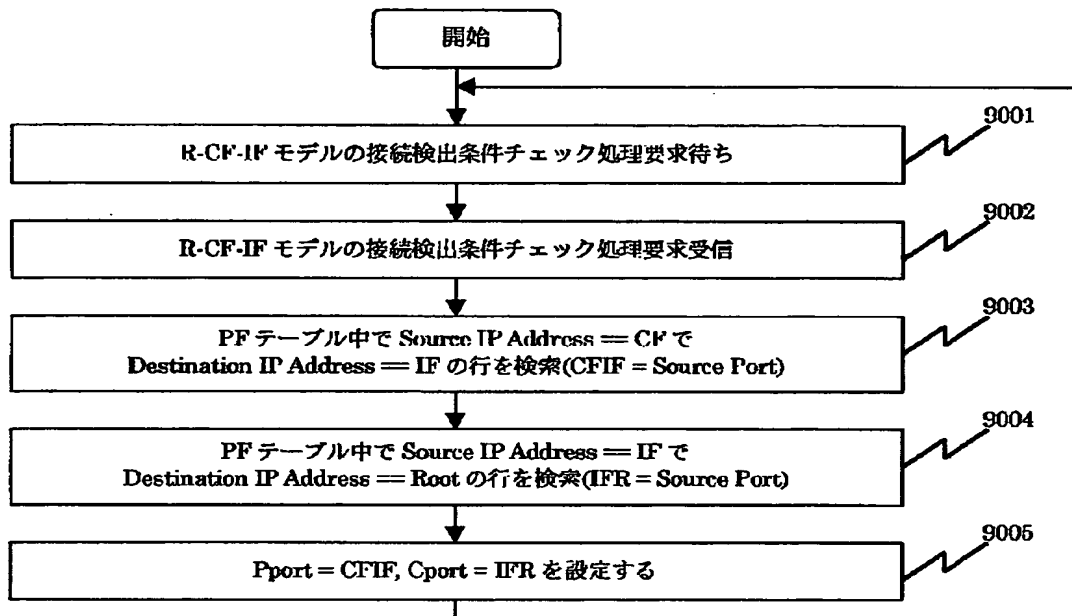 開始
9001
R-CF-IF モデルの接続検出条件チェック処理要求待ち
9002
R-CF-IF モデルの接続検出条件チェック処理要求受信
9003
PF テーブル中で Source IP Address == CF で
Destination IP Address == IF の行を検索(CFIF = Source Port)
9004
PF テーブル中で Source IP Address == IF で
Destination IP Address == Root の行を検索(IFR = Source Port)
9005
Pport = CFIF, Cport = IFR を設定する